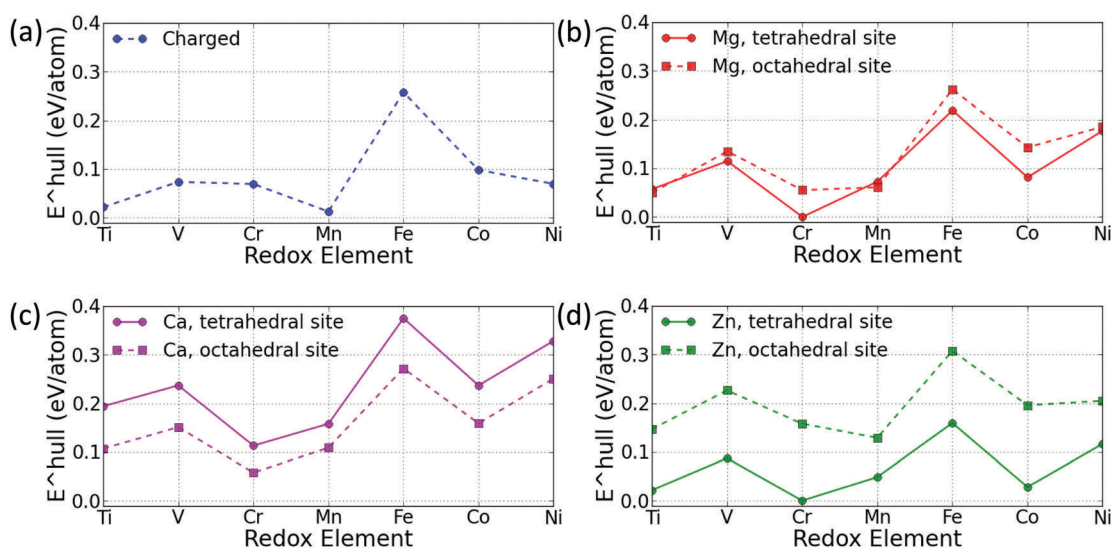 (a)
E^hull (eV/atom)
0.4
0.3
0.2
0.1
0.0
Charged
Ti V Cr Mn Fe Co Ni
Redox Element
(b)
E^hull (eV/atom)
0.4
0.3
0.2
0.1
0.0
Mg, tetrahedral site
Mg, octahedral site
Ti V Cr Mn Fe Co Ni
Redox Element
(c)
E^hull (eV/atom)
0.4
0.3
0.2
0.1
0.0
Ca, tetrahedral site
Ca, octahedral site
Ti V Cr Mn Fe Co Ni
Redox Element
(d)
E^hull (eV/atom)
0.4
0.3
0.2
0.1
0.0
Zn, tetrahedral site
Zn, octahedral site
Ti V Cr Mn Fe Co Ni
Redox Element